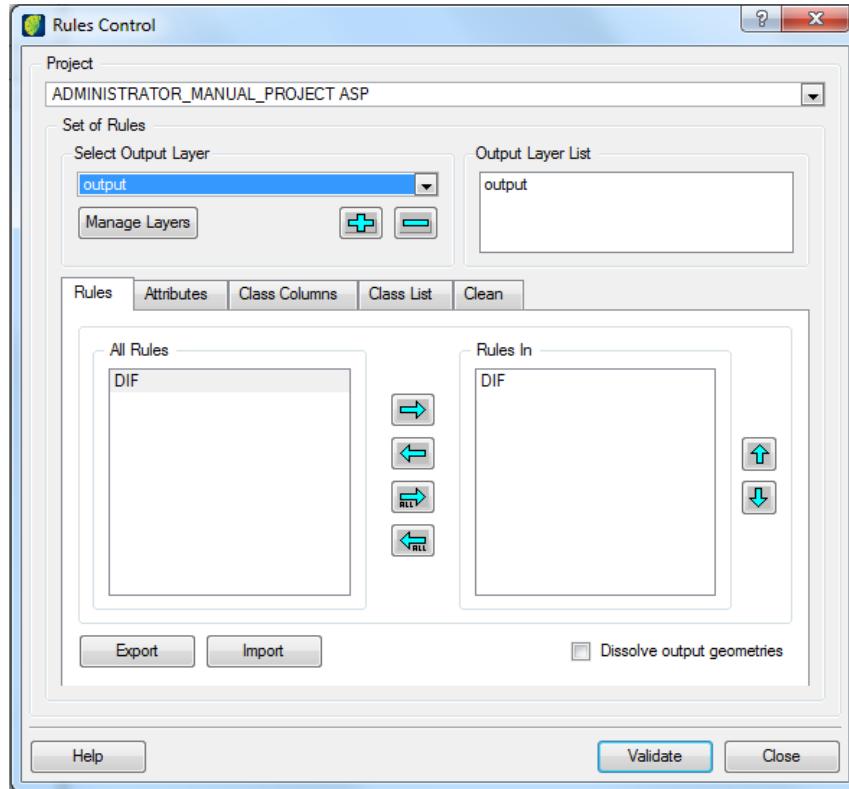 Rules Control
Project
ADMINISTRATOR_MANUAL_PROJECT ASP
Set of Rules
Select Output Layer
output
Manage Layers
Output Layer List
output
Rules Attributes Class Columns Class List Clean
All Rules
DIF
ALL
ALL
Rules In
DIF
Export Import Dissolve output geometries
Help Validate Close